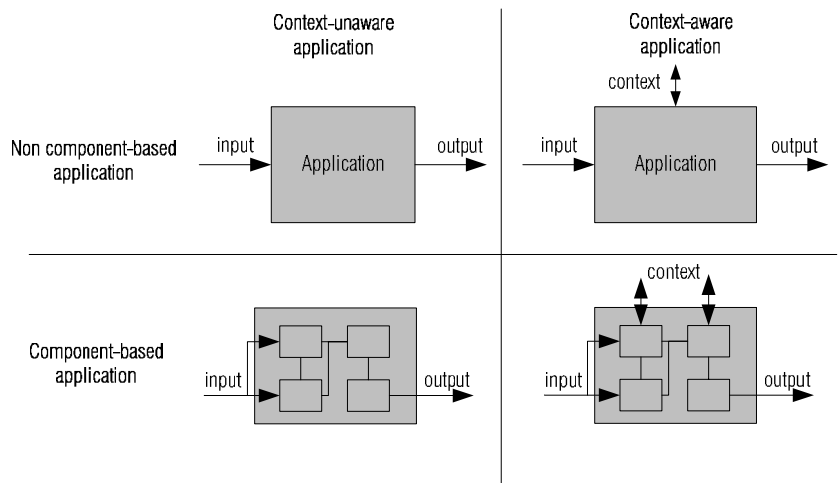 Context-unaware
application
Context-aware
application
context
Non component-based
application
input
Application
output
input
Application
output
context
Component-based
application
input
output
input
output